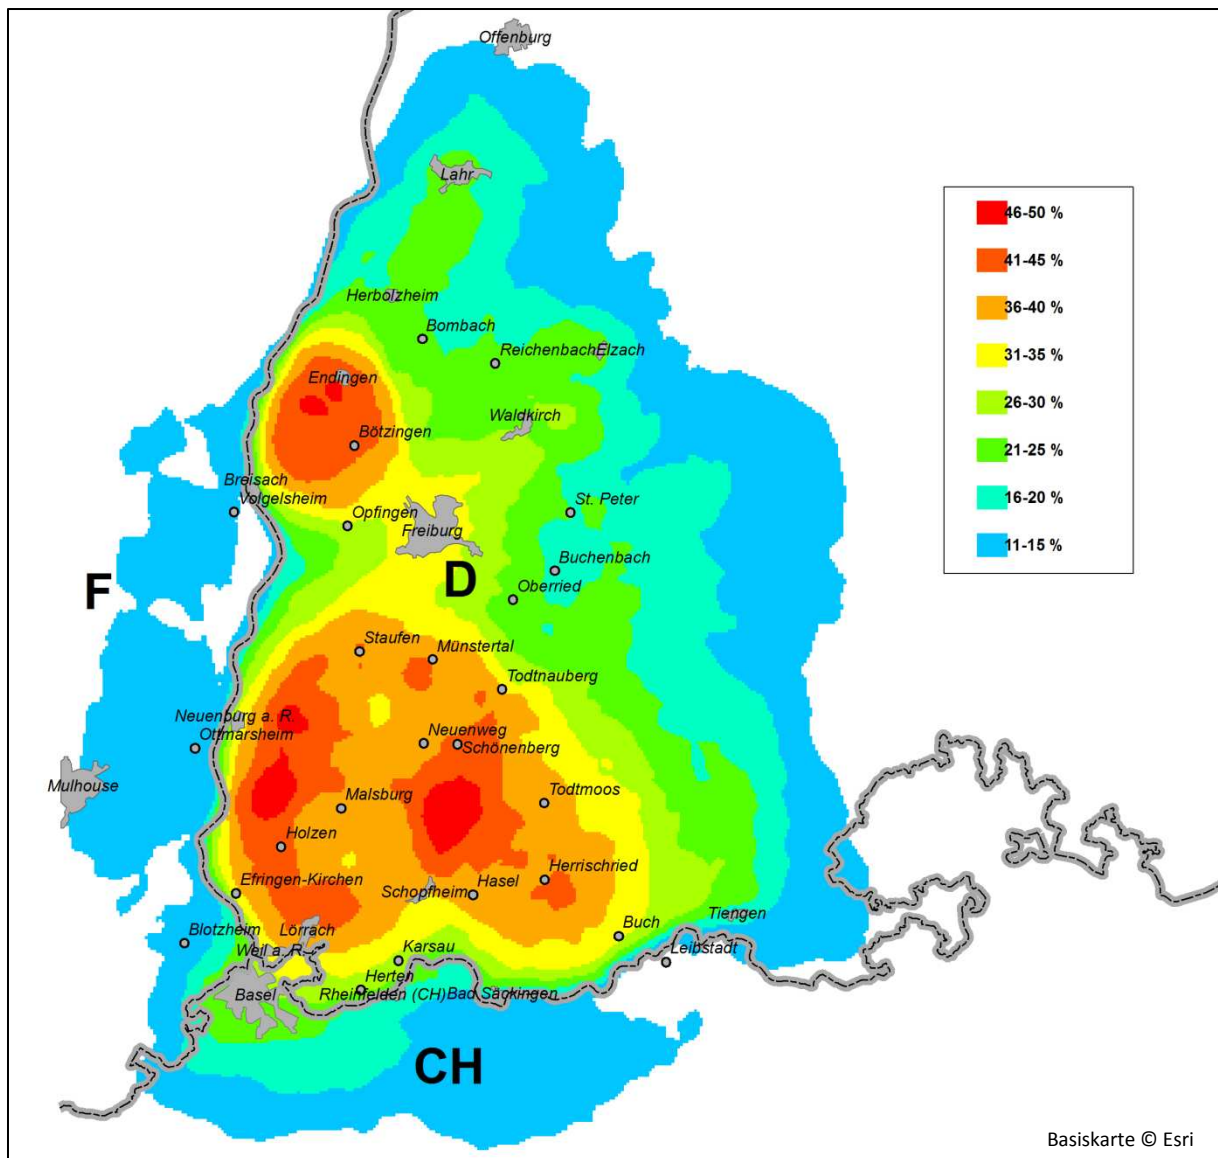 Offenburg
Lahr
Herbolzheim
Bombach
Reichenbach
Elzach
Endingen
Waldkirch
Bötzingen
Breisach
Volgelsheim
Opfingen
Freiburg
St. Peter
Buchenbach
F
D
Oberried
Staufen
Münstertal
Todtnauberg
Neuenburg a. R.
Ottmarsheim
Neuenweg
Schönenberg
Mulhouse
Malsburg
Todtmoos
Holzen
Efringen-Kirchen
Schopfheim
Hasel
Herrischried
Blotzheim
Lörrach
Buch
Tiengen
Weil a. R.
Karsau
Leibstadt
Basel
Herten
Rheinfelden (CH)
Bad Säckingen
CH
46-50 %
41-45 %
36-40 %
31-35 %
26-30 %
21-25 %
16-20 %
11-15 %
Basiskarte © Esri